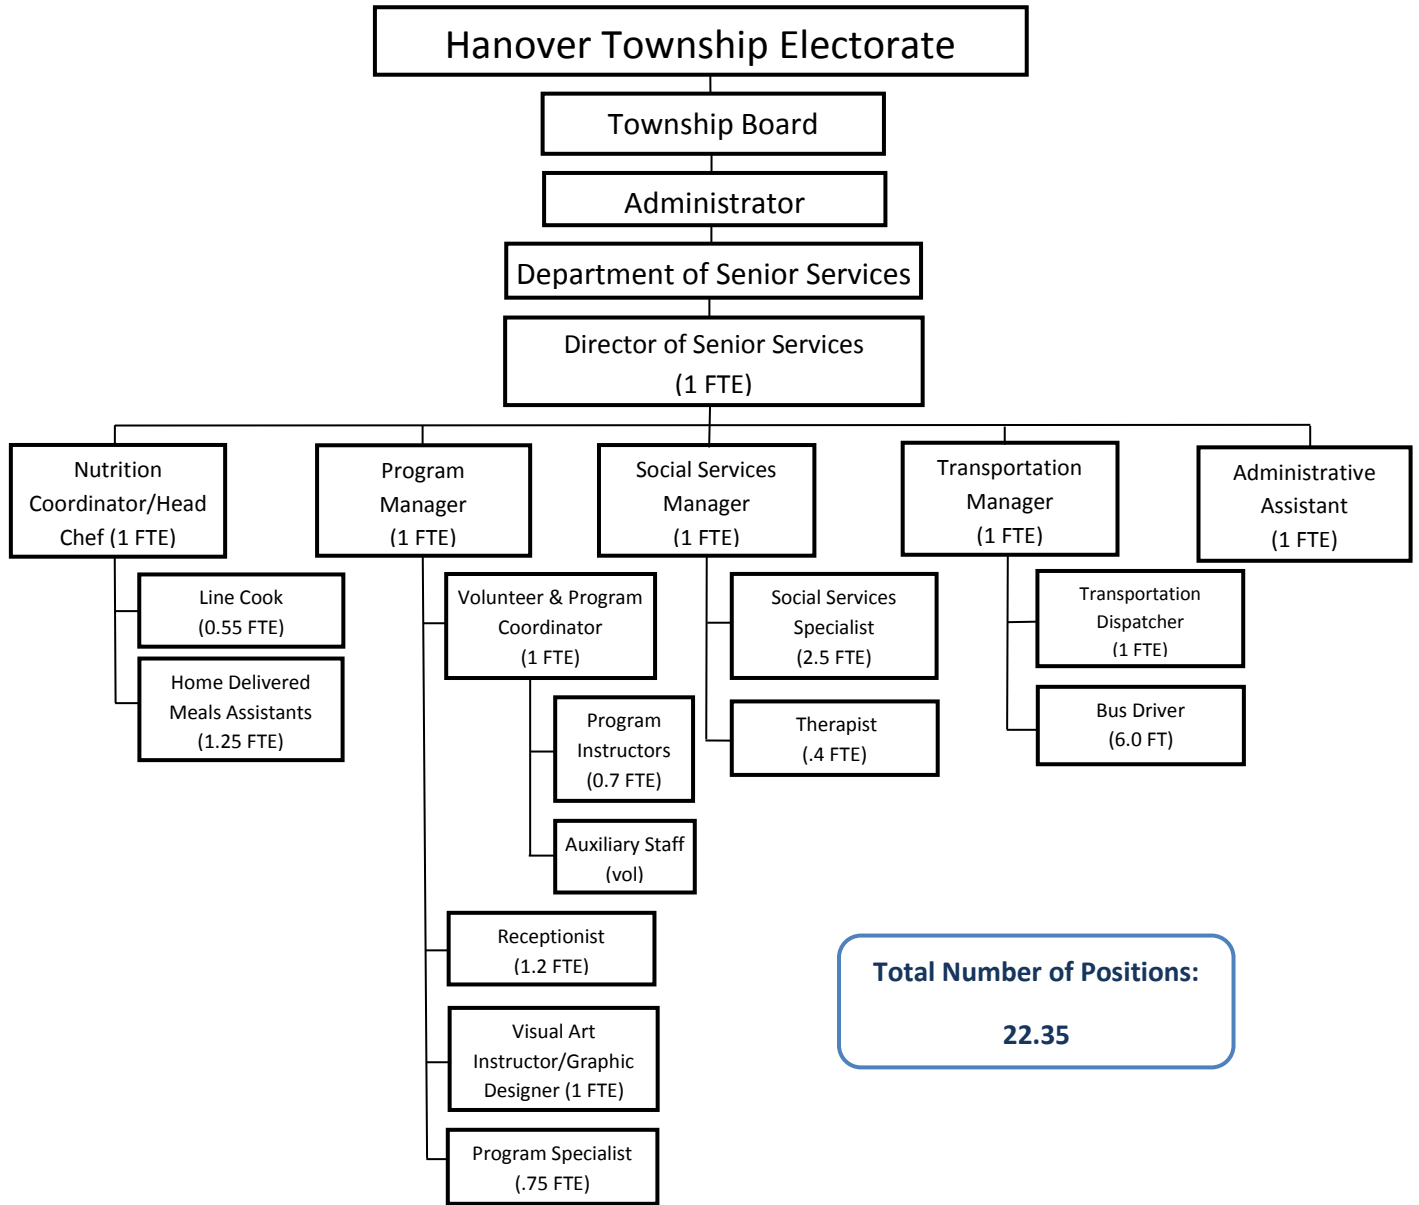 Hanover Township Electorate
Township Board
Administrator
Department of Senior Services
Director of Senior Services
(1 FTE)
Nutrition
Coordinator/Head
Chef (1 FTE)
Program
Manager
(1 FTE)
Social Services
Manager
(1 FTE)
Transportation
Manager
(1 FTE)
Administrative
Assistant
(1 FTE)
Line Cook
(0.55 FTE)
Home Delivered
Meals Assistants
(1.25 FTE)
Volunteer & Program
Coordinator
(1 FTE)
Program
Instructors
(0.7 FTE)
Auxiliary Staff
(vol)
Receptionist
(1.2 FTE)
Visual Art
Instructor/Graphic
Designer (1 FTE)
Program Specialist
(.75 FTE)
Social Services
Specialist
(2.5 FTE)
Therapist
(.4 FTE)
Transportation
Dispatcher
(1 FTE)
Bus Driver
(6.0 FT)
Total Number of Positions:
22.35